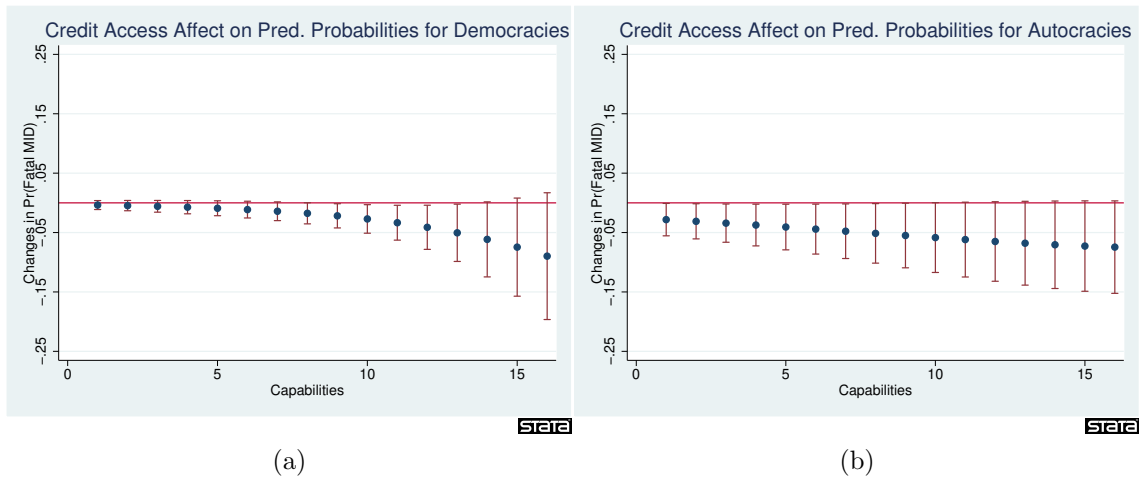 Credit Access Affect on Pred. Probabilities for Democracies
Changes in Pr(Fatal MID)
.25
.15
.05
−.05
−.15
−.25
0
5
10
15
Capabilities
STATA
(a)
Credit Access Affect on Pred. Probabilities for Autocracies
Changes in Pr(Fatal MID)
.25
.15
.05
−.05
−.15
−.25
0
5
10
15
Capabilities
STATA
(b)